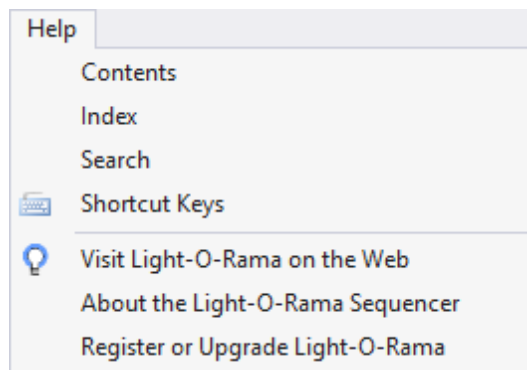 Help
Contents
Index
Search
Shortcut Keys
Visit Light-O-Rama on the Web
About the Light-O-Rama Sequencer
Register or Upgrade Light-O-Rama